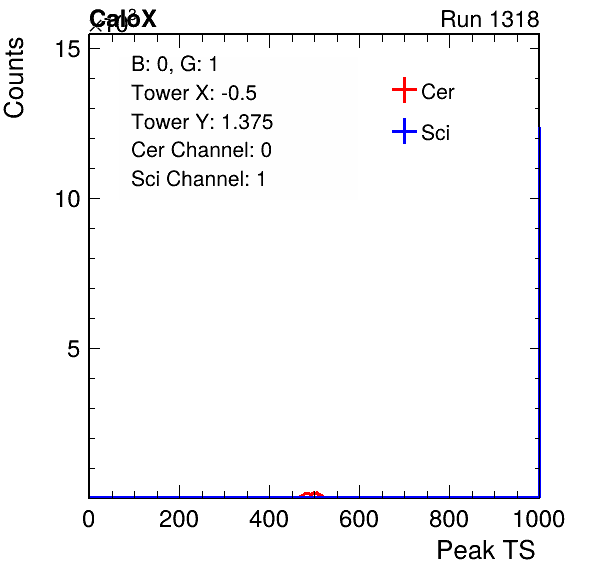 CaloX Run 1318
×10³
Counts
15
10
5
B: 0, G: 1
Tower X: -0.5
Tower Y: 1.375
Cer Channel: 0
Sci Channel: 1
Cer
Sci
0 200 400 600 800 1000
Peak TS